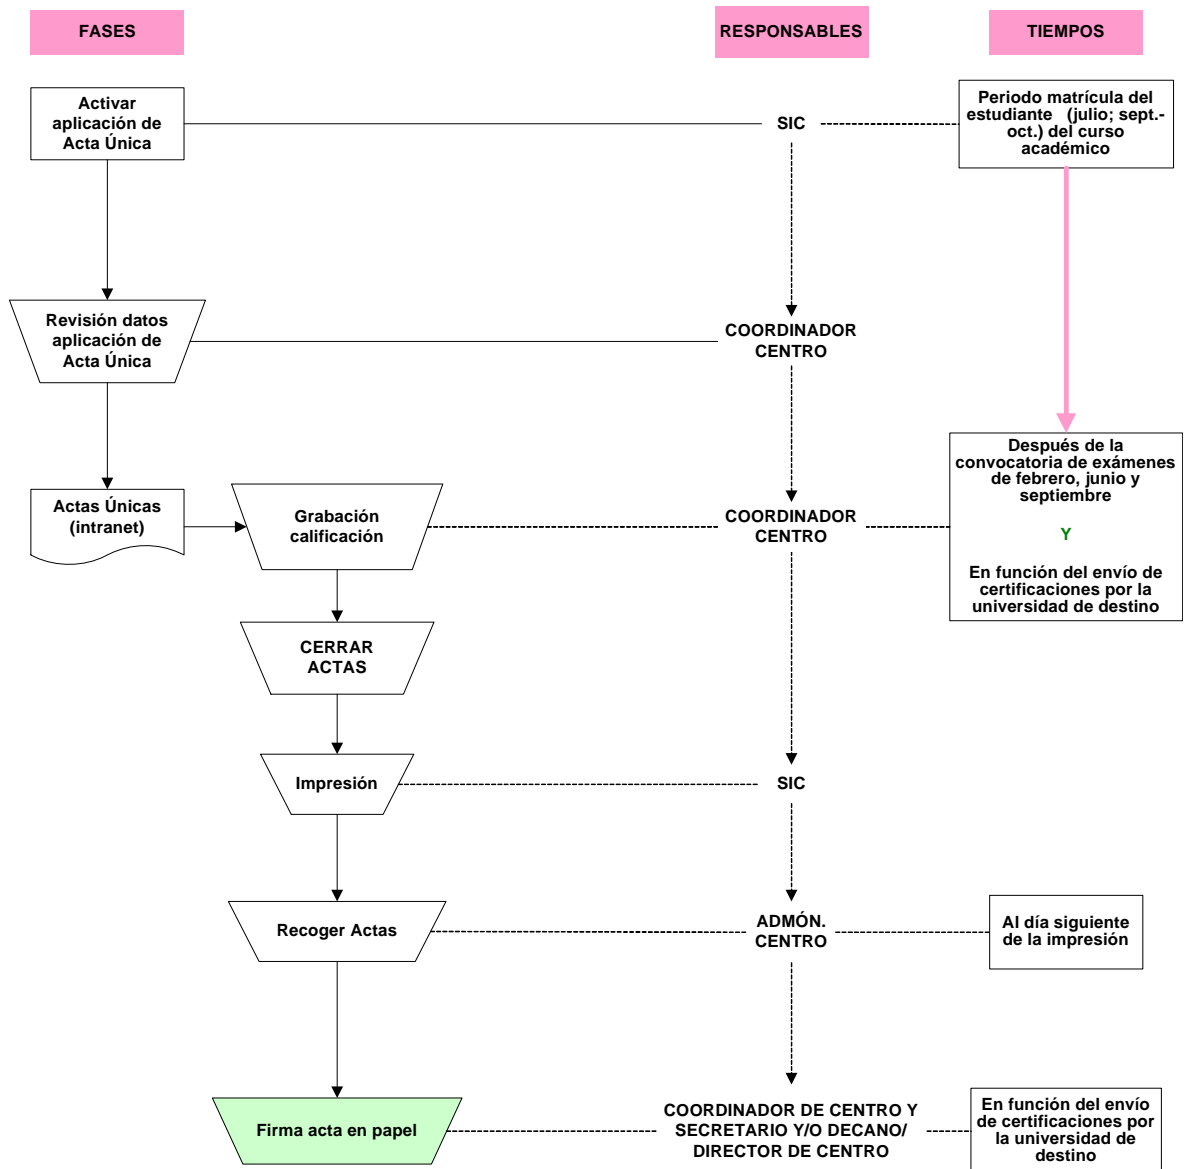 FASES
RESPONSABLES
TIEMPOS
Activar
aplicación de
Acta Única
SIC
Periodo matrícula del
estudiante (julio; sept.-
oct.) del curso
académico
Revisión datos
aplicación de
Acta Única
COORDINADOR
CENTRO
Actas Únicas
(intranet)
Grabación
calificación
COORDINADOR
CENTRO
Después de la
convocatoria de exámenes
de febrero, junio y
septiembre
Y
En función del envío de
certificaciones por la
universidad de destino
CERRAR
ACTAS
Impresión
SIC
Recoger Actas
ADMÓN.
CENTRO
Al día siguiente
de la impresión
Firma acta en papel
COORDINADOR DE CENTRO Y
SECRETARIO Y/O DECANO/
DIRECTOR DE CENTRO
En función del envío
de certificaciones por
la universidad de
destino